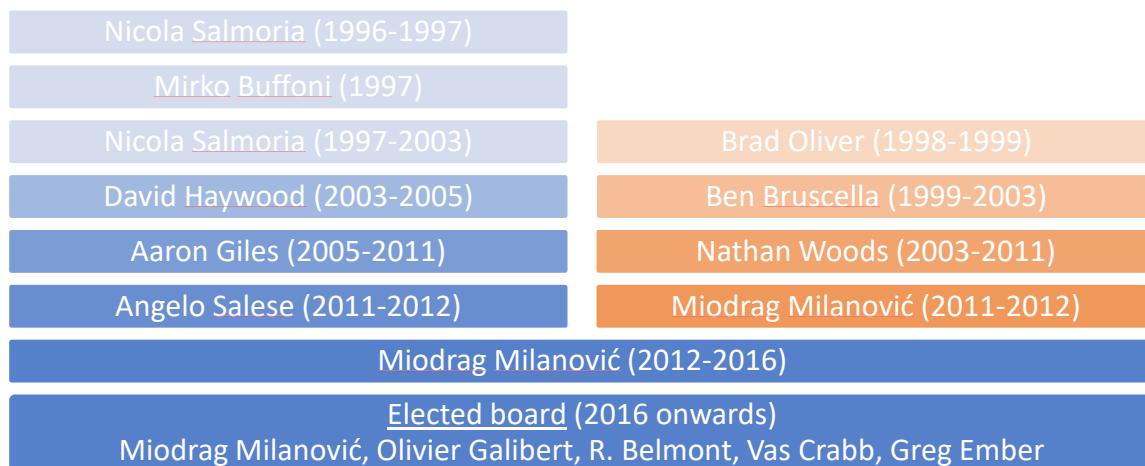 Nicola Salmoria (1996-1997)
Mirko Buffoni (1997)
Nicola Salmoria (1997-2003)
Brad Oliver (1998-1999)
David Haywood (2003-2005)
Ben Bruscella (1999-2003)
Aaron Giles (2005-2011)
Nathan Woods (2003-2011)
Angelo Salese (2011-2012)
Miodrag Milanović (2011-2012)
Miodrag Milanović (2012-2016)
Elected board (2016 onwards)
Miodrag Milanović, Olivier Galibert, R. Belmont, Vas Crabb, Greg Ember